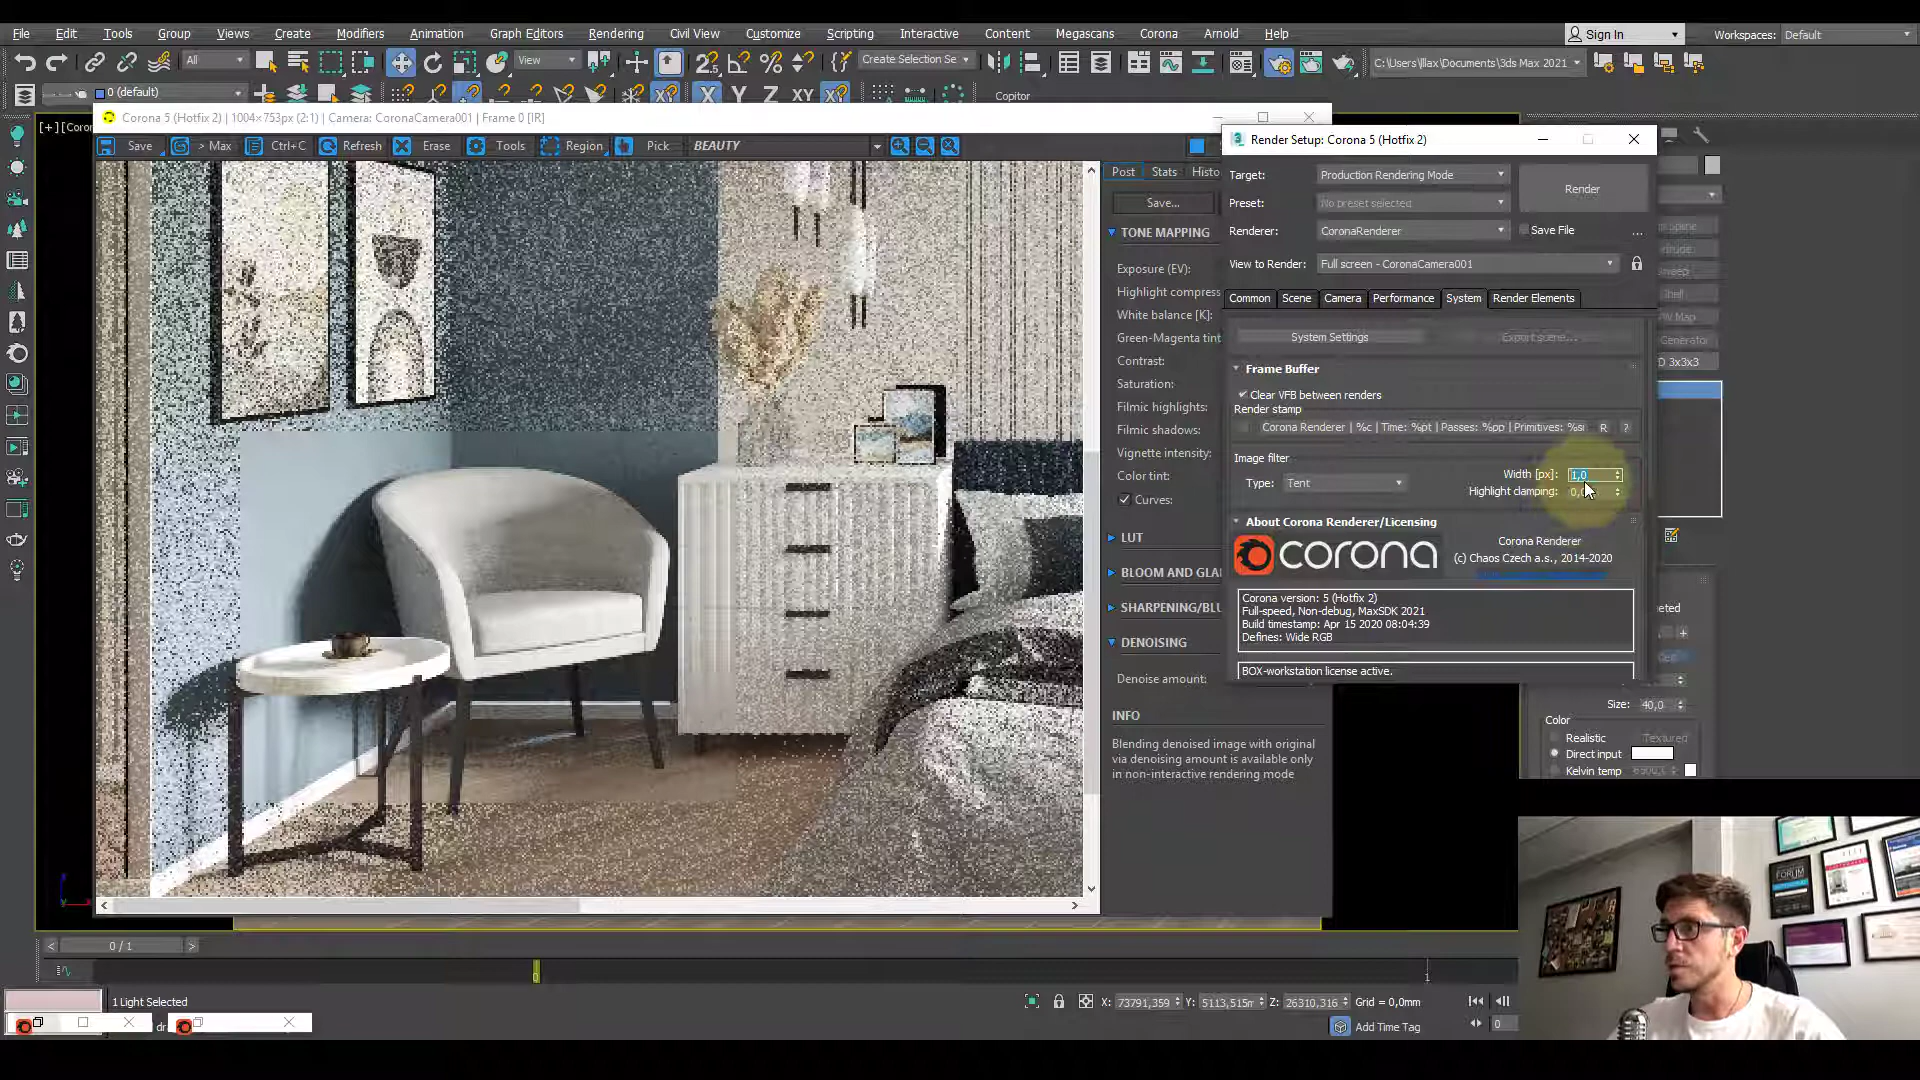 File Edit Tools Group Views Create Modifiers Animation Graph Editors Rendering Civil View Customize Scripting Interactive Content Megascans Corona Arnold Help Sign In Workspaces: Default
All View Create Selection Se C:\Users\llax\Documents\3ds Max 2021
0 (default) X Y Z XY Copitor
[+] [Coron
Corona 5 (Hotfix 2) | 1004×753px (2:1) | Camera: CoronaCamera001 | Frame 0 [IR]
Save > Max Ctrl+C Refresh Erase Tools Region Pick BEAUTY
Post Stats Histo
Save...
TONE MAPPING
Exposure (EV):
Highlight compress
White balance [K]:
Green-Magenta tint
Contrast:
Saturation:
Filmic highlights:
Filmic shadows:
Vignette intensity:
Color tint:
Curves:
LUT
BLOOM AND GLA
SHARPENING/BLU
DENOISING
Denoise amount:
INFO
Blending denoised image with original
via denoising amount is available only
in non-interactive rendering mode
Render Setup: Corona 5 (Hotfix 2)
Target: Production Rendering Mode
Render
Preset: No preset selected
Renderer: CoronaRenderer Save File ...
View to Render: Full screen - CoronaCamera001
Common Scene Camera Performance System Render Elements
System Settings Export scene...
Frame Buffer
Clear VFB between renders
Render stamp
Corona Renderer | %c | Time: %pt | Passes: %pp | Primitives: %si R ?
Image filter
Width [px]: 1,0
Type: Tent
Highlight clamping:
About Corona Renderer/Licensing
corona
Corona Renderer
(c) Chaos Czech a.s., 2014-2020
Corona version: 5 (Hotfix 2)
Full-speed, Non-debug, MaxSDK 2021
Build timestamp: Apr 15 2020 08:04:39
Defines: Wide RGB
BOX-workstation license active.
Size: 40,0
Color
Realistic Textured
Direct input
Kelvin temp
FORUM
0 / 1
0 1
1 Light Selected
X: 73791,359 Y: 5113,515m Z: 26310,316 Grid = 0,0mm
Add Time Tag 0